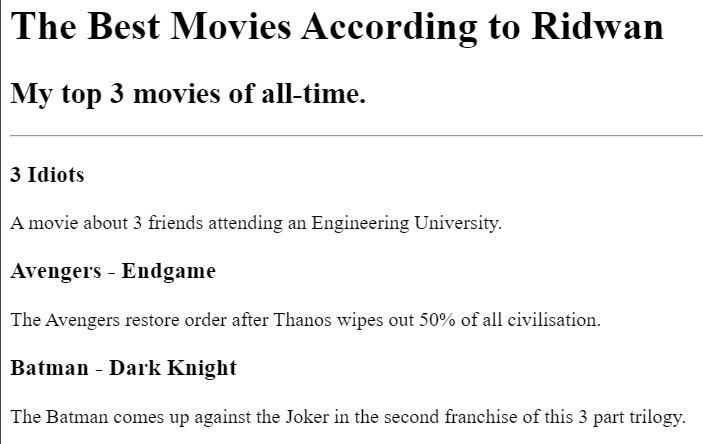 The Best Movies According to Ridwan
My top 3 movies of all-time.
3 Idiots
A movie about 3 friends attending an Engineering University.
Avengers - Endgame
The Avengers restore order after Thanos wipes out 50% of all civilisation.
Batman - Dark Knight
The Batman comes up against the Joker in the second franchise of this 3 part trilogy.